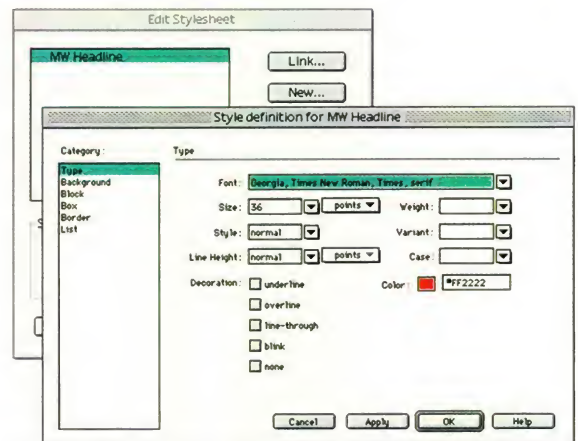 Edit Stylesheet
MW Headline
Link...
New...
Style definition for MW Headline
Category: Type
Type
Background
Block
Box
Border
List
Font: Georgia, Times New Roman, Times, serif
Size: 36 points Weight:
Style: normal Variant:
Line Height: normal points Case:
Decoration: underline Color: #FF2222
overline
line-through
blink
none
Cancel Apply OK Help